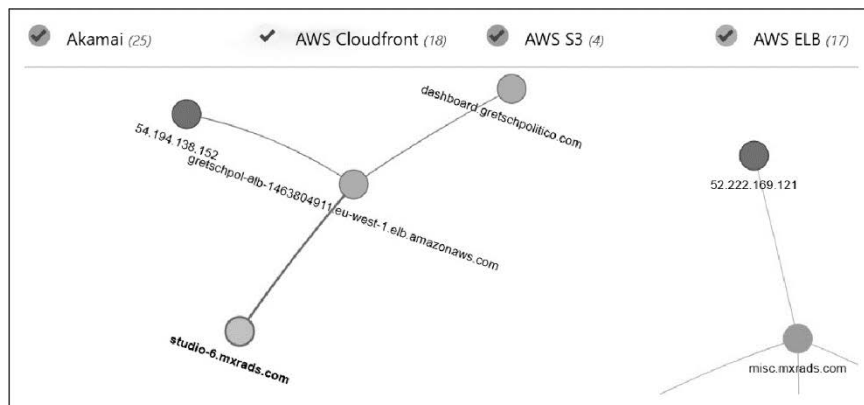 Akamai (25)
AWS Cloudfront (18)
AWS S3 (4)
AWS ELB (17)
dashboard.gretschpolitico.com
54.194.138.152
gretschpol-alb-1463804911.eu-west-1.elb.amazonaws.com
52.222.169.121
studio-6.mxrads.com
misc.mxrads.com